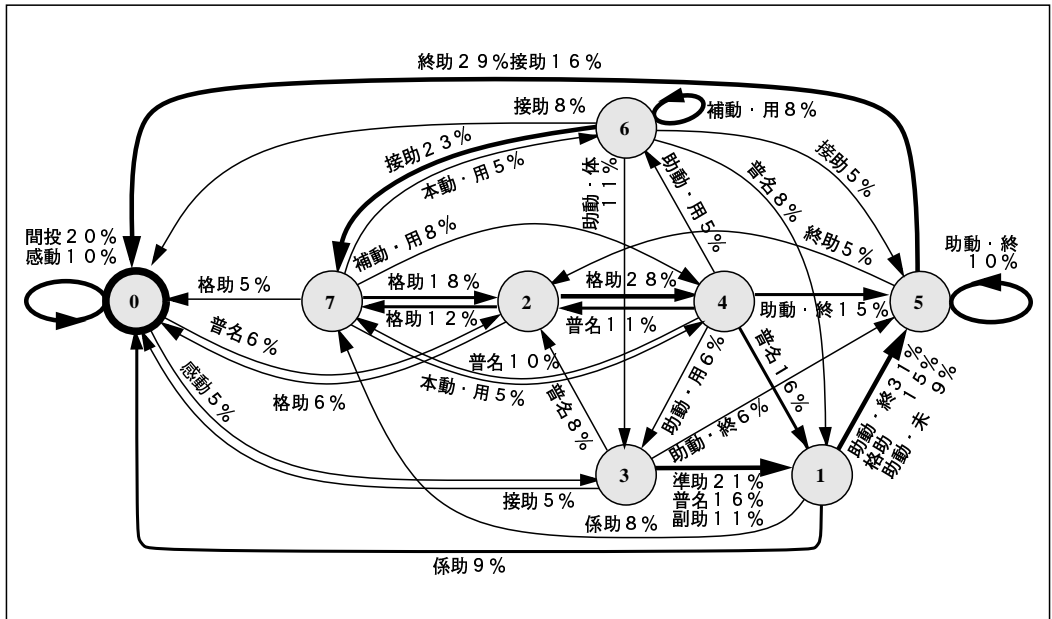 終助２９%接助１６%
接助８%
補動・用８%
接助２３%
本動・用５%
助動・体
１１%
助動・用５%
普名８%
接助５%
間投２０%
感動１０%
補動・用８%
終助５%
助動・終
１０%
6
格助５%
格助１８%
格助２８%
0
7
2
4
5
格助１２%
普名１１%
助動・終１５%
普名６%
普名１０%
本動・用５%
格助６%
感動５%
普名８%
助動・用６%
普名１６%
助動・終６%
助動・終３１%
格助　１５%
助動・未　９%
3
1
接助５%
準助２１%
普名１６%
副助１１%
係助８%
係助９%